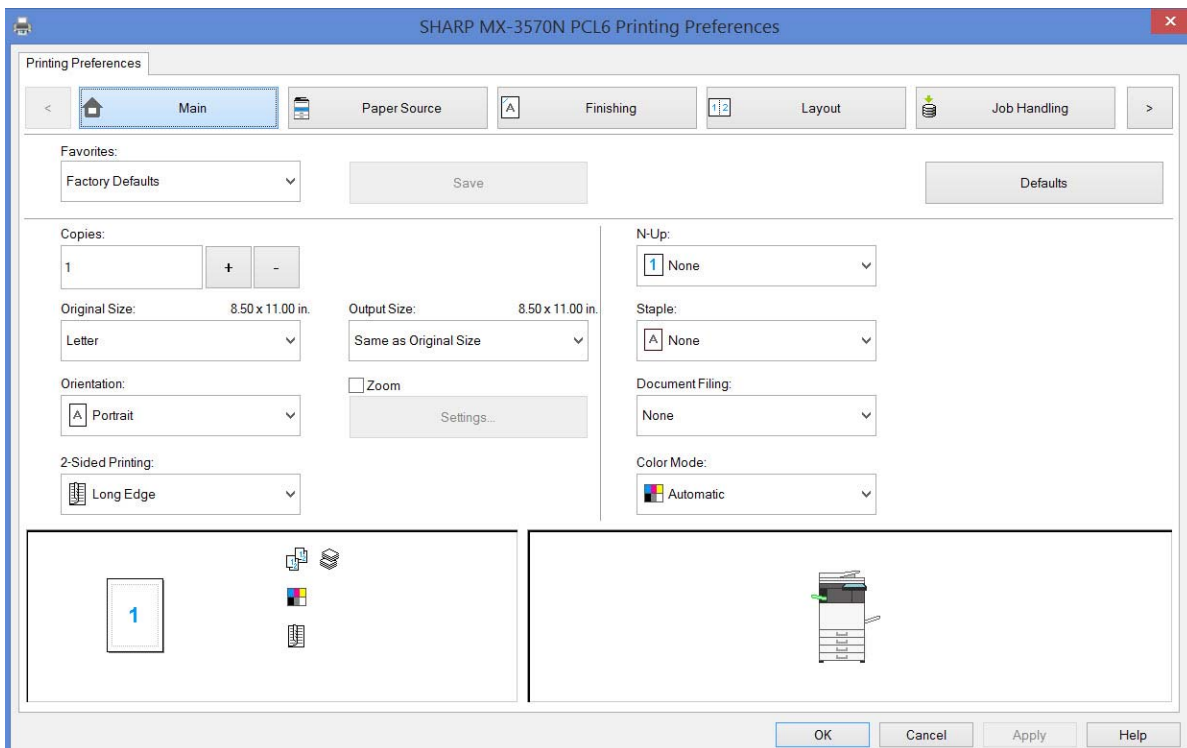 SHARP MX-3570N PCL6 Printing Preferences
Printing Preferences
< Main Paper Source Finishing Layout Job Handling >
Favorites:
Factory Defaults Save Defaults
Copies: N-Up:
1 + - 1 None
Original Size: 8.50 x 11.00 in. Output Size: 8.50 x 11.00 in. Staple:
Letter Same as Original Size A None
Orientation: Zoom Document Filing:
A Portrait Settings... None
2-Sided Printing: Color Mode:
Long Edge Automatic
1
OK Cancel Apply Help